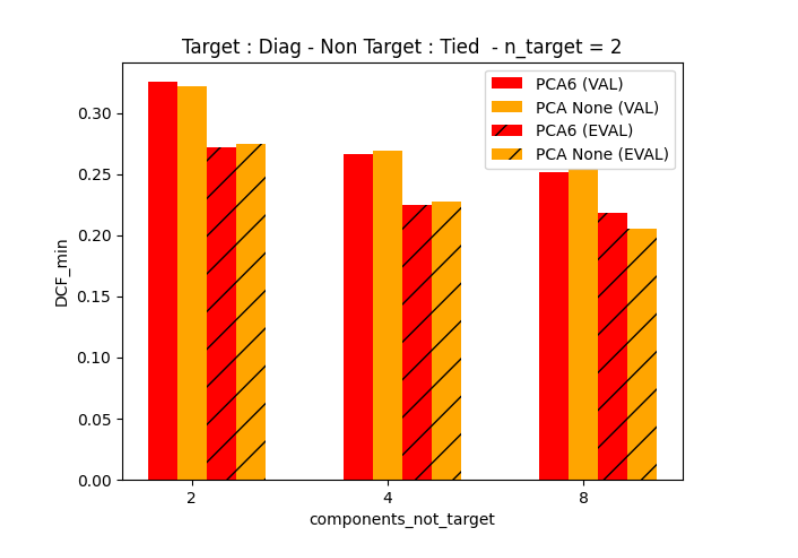 Target : Diag - Non Target : Tied  - n_target = 2
PCA6 (VAL)
PCA None (VAL)
PCA6 (EVAL)
PCA None (EVAL)
DCF_min
0.30
0.25
0.20
0.15
0.10
0.05
0.00
2
4
8
components_not_target